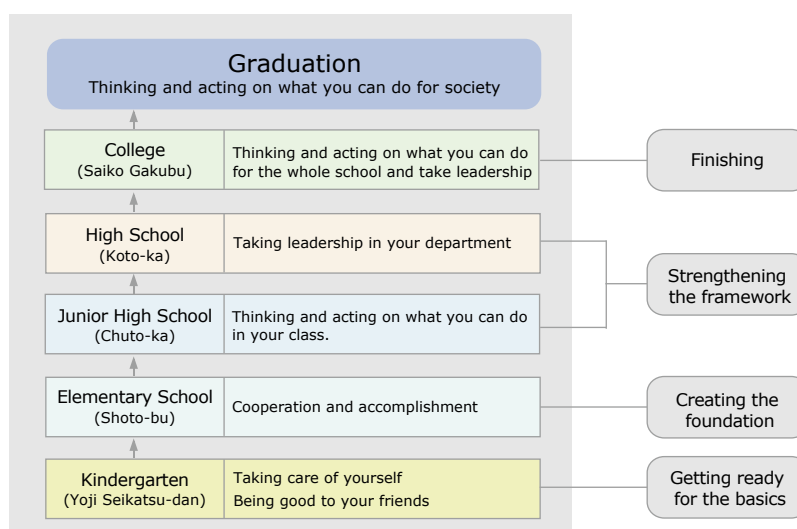 Graduation
Thinking and acting on what you can do for society
College
(Saiko Gakubu)
Thinking and acting on what you can do
for the whole school and take leadership
Finishing
High School
(Koto-ka)
Taking leadership in your department
Strengthening
the framework
Junior High School
(Chuto-ka)
Thinking and acting on what you can do
in your class.
Elementary School
(Shoto-bu)
Cooperation and accomplishment
Creating the
foundation
Kindergarten
(Yoji Seikatsu-dan)
Taking care of yourself
Being good to your friends
Getting ready
for the basics